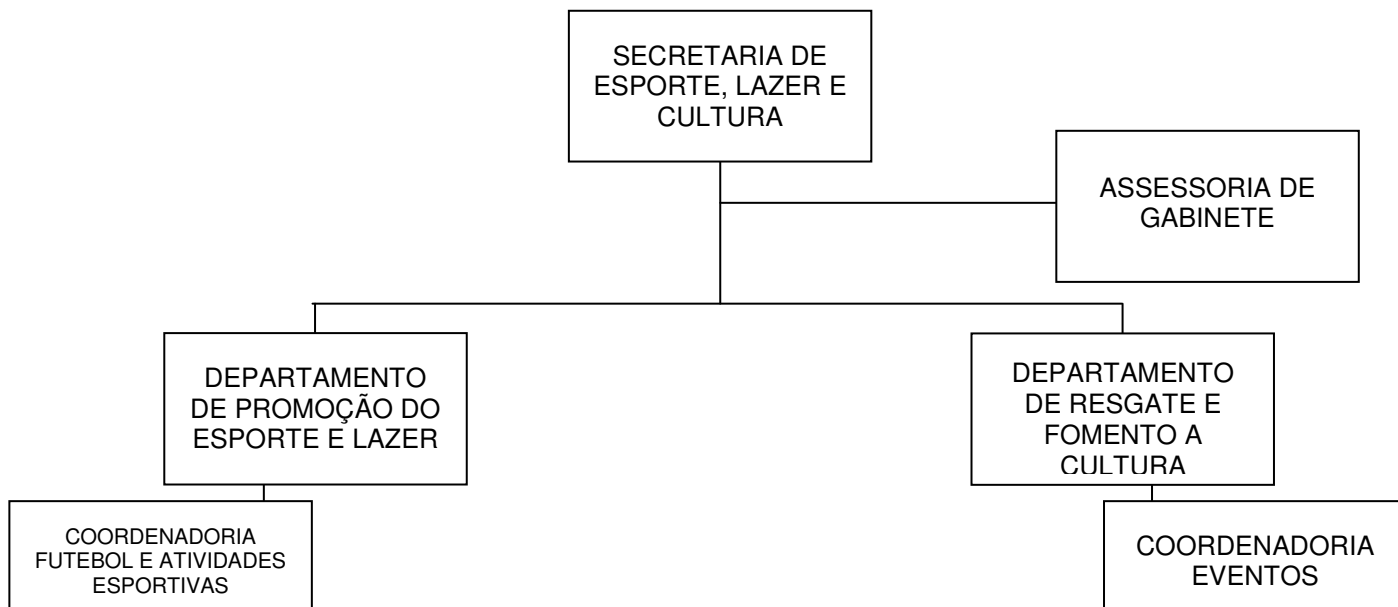 SECRETARIA DE
ESPORTE, LAZER E
CULTURA
ASSESSORIA DE
GABINETE
DEPARTAMENTO
DE PROMOÇÃO DO
ESPORTE E LAZER
DEPARTAMENTO
DE RESGATE E
FOMENTO A
CULTURA
COORDENADORIA
FUTEBOL E ATIVIDADES
ESPORTIVAS
COORDENADORIA
EVENTOS